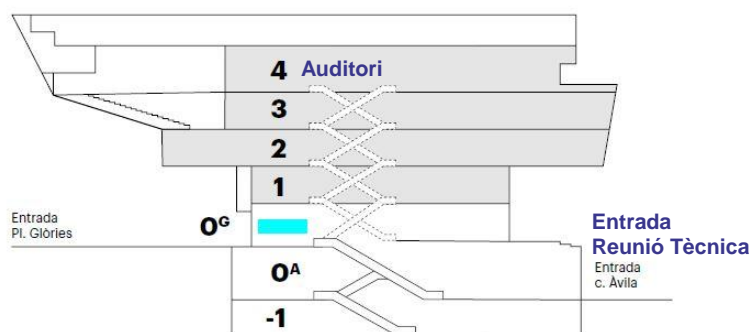 4 Auditori
3
2
1
Entrada
Pl. Glòries
0G
Entrada
Reunió Tècnica
0A
Entrada
c. Àvila
-1